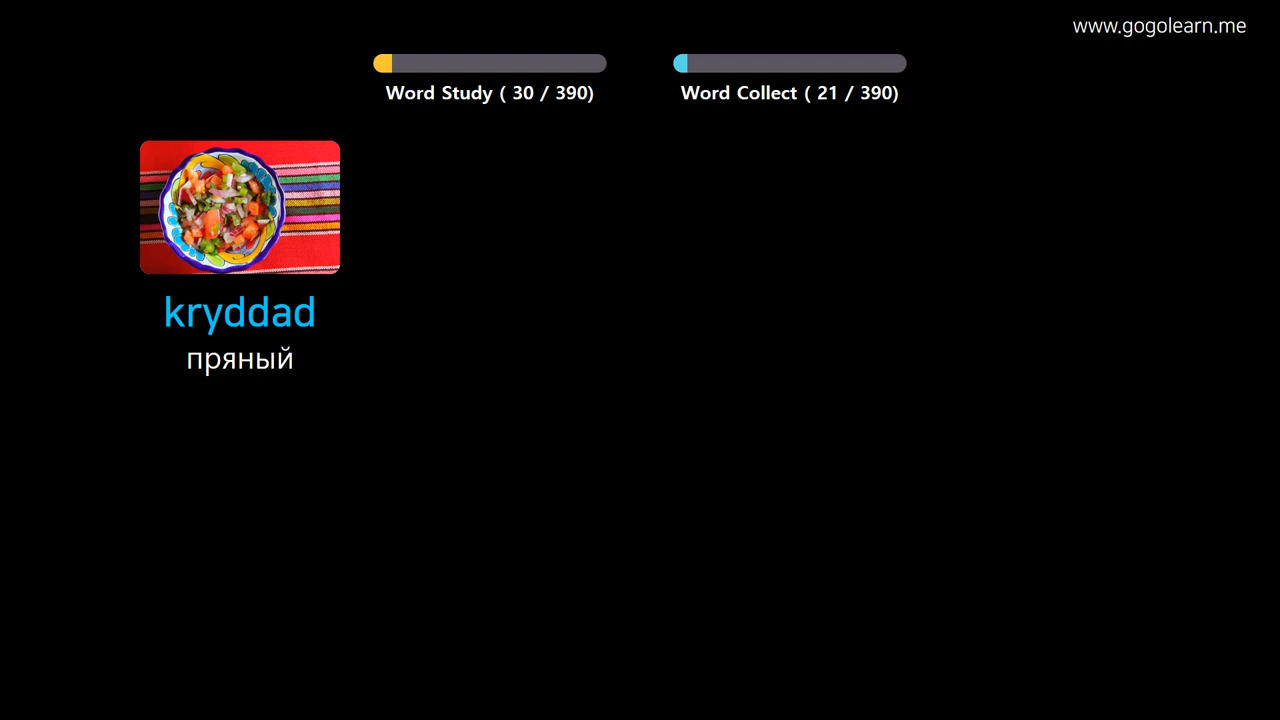 www.gogolearn.me
Word Study ( 30 / 390)
Word Collect ( 21 / 390)
kryddad
пряный